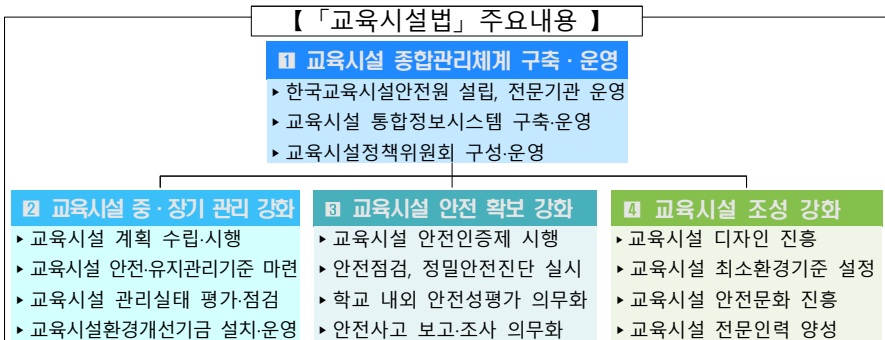 【「교육시설법」 주요내용 】
1 교육시설 종합관리체계 구축·운영
▸한국교육시설안전원 설립, 전문기관 운영
▸교육시설 통합정보시스템 구축·운영
▸교육시설정책위원회 구성·운영
2 교육시설 중·장기 관리 강화
▸교육시설 계획 수립·시행
▸교육시설 안전·유지관리기준 마련
▸교육시설 관리실태 평가·점검
▸교육시설환경개선기금 설치·운영
3 교육시설 안전 확보 강화
▸교육시설 안전인증제 시행
▸안전점검, 정밀안전진단 실시
▸학교 내외 안전성평가 의무화
▸안전사고 보고·조사 의무화
4 교육시설 조성 강화
▸교육시설 디자인 진흥
▸교육시설 최소환경기준 설정
▸교육시설 안전문화 진흥
▸교육시설 전문인력 양성